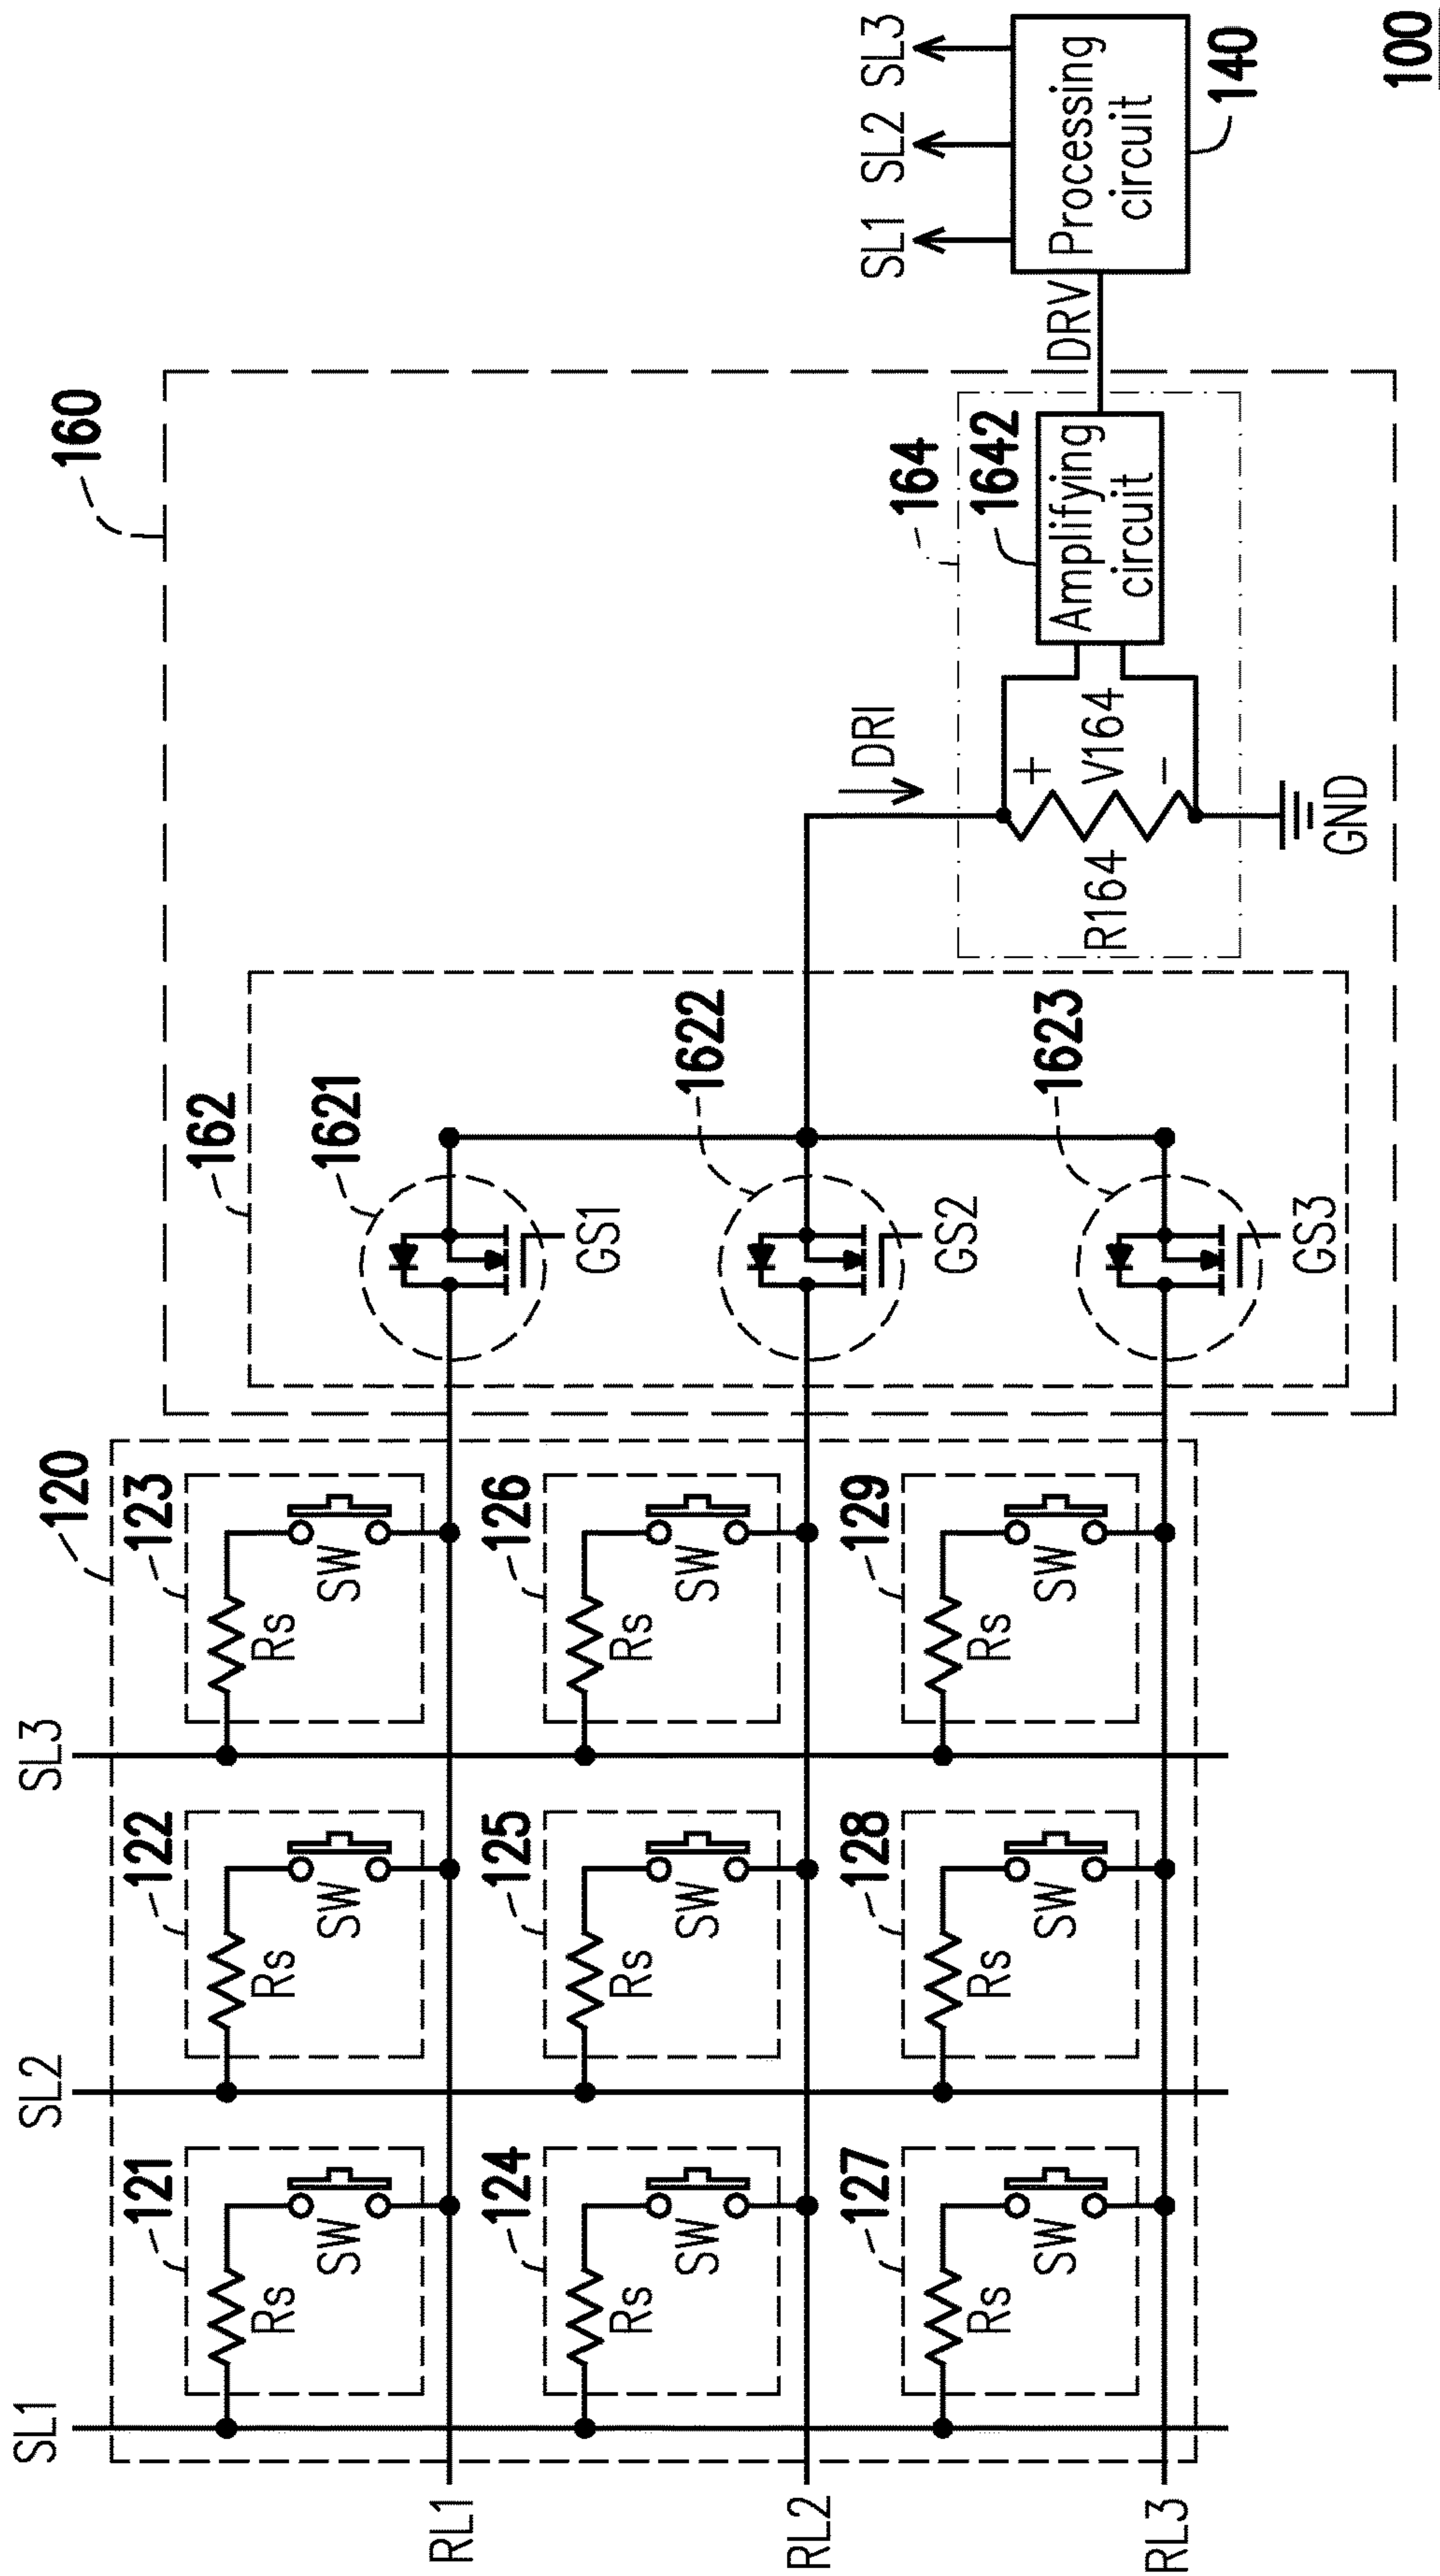 100
160
120
162
164
SL1
SL2
SL3
121
122
123
1621
Rs
SW
Rs
SW
Rs
SW
RL1
GS1
124
125
126
1622
Rs
SW
Rs
SW
Rs
SW
RL2
GS2
DRI
SL1
SL2
SL3
127
128
129
1623
Rs
SW
Rs
SW
Rs
SW
RL3
GS3
1642
R164
+
V164
-
Amplifying
circuit
DRV
Processing
circuit
140
GND